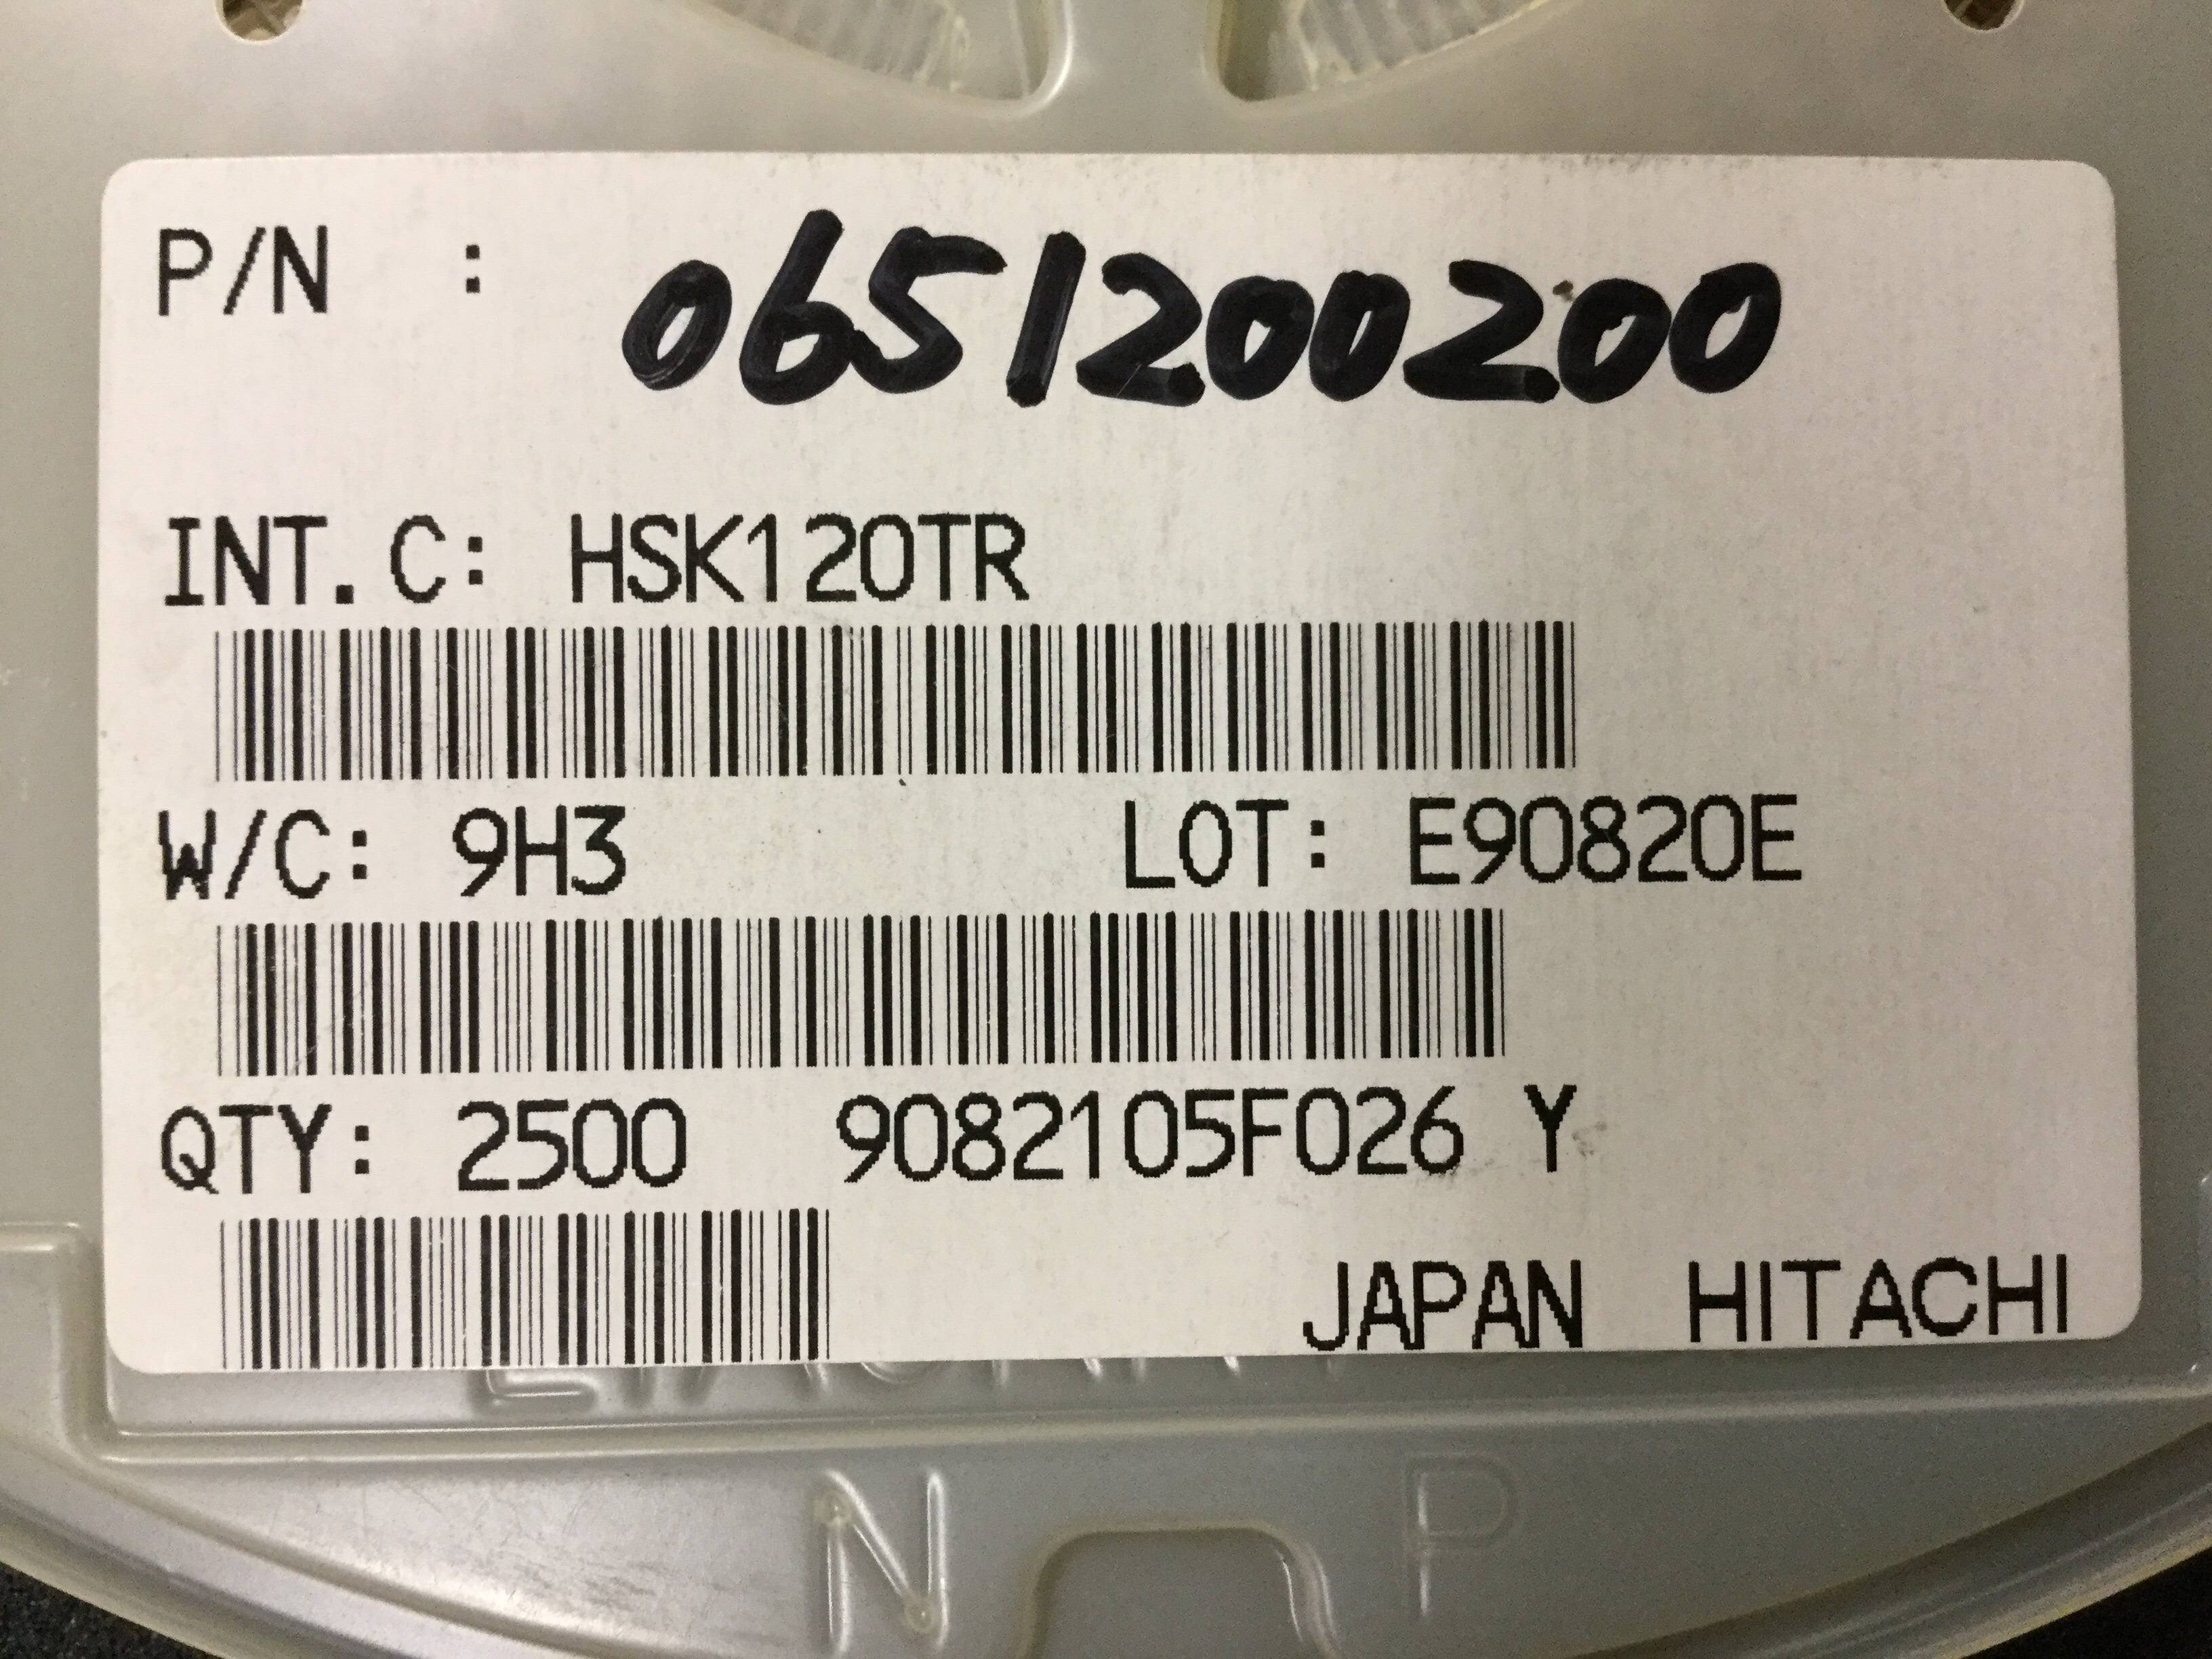 P/N : 0651200200
INT.C: HSK120TR
W/C: 9H3 LOT: E90820E
QTY: 2500 9082105F026 Y
JAPAN HITACHI
N P